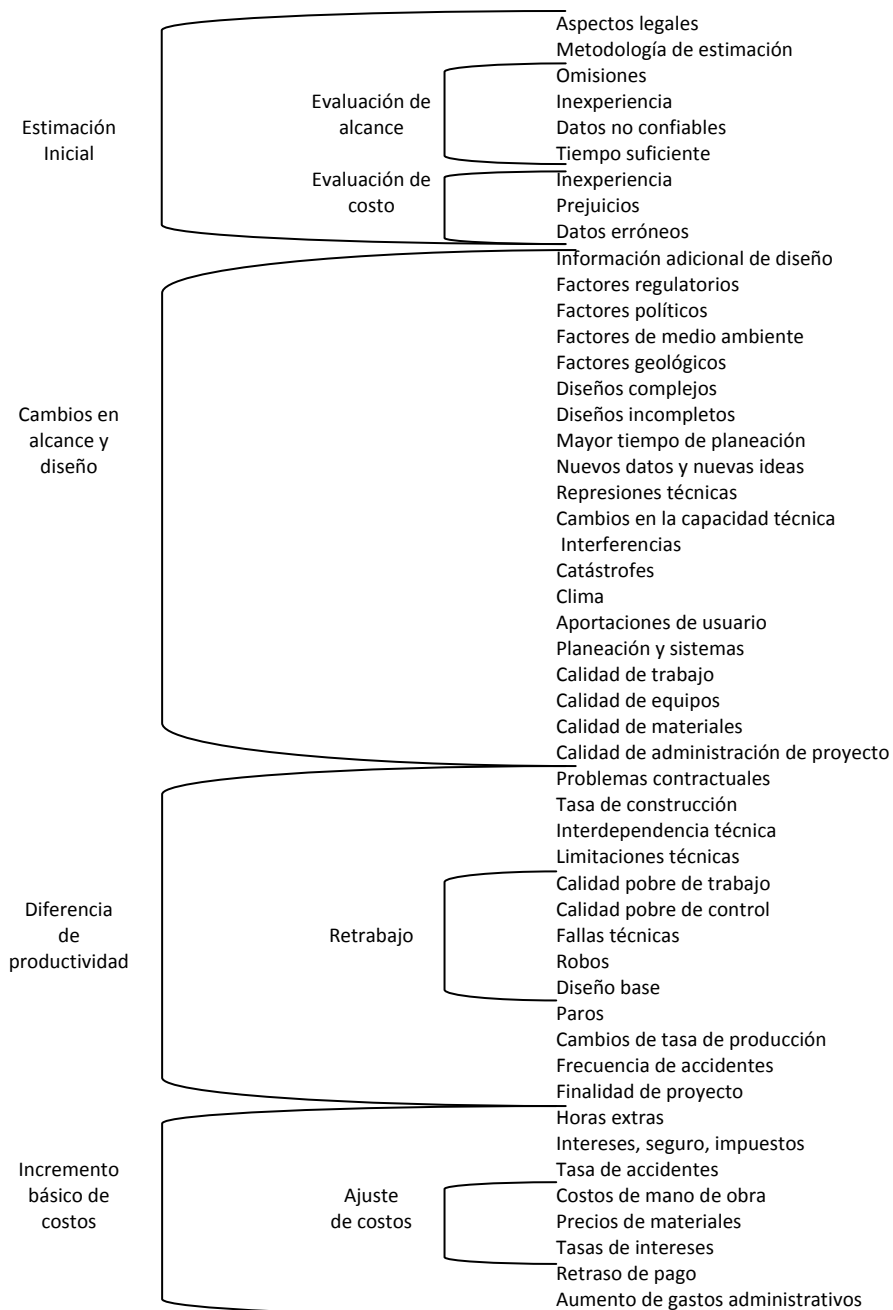 Aspectos legales
Metodología de estimación
Estimación
Inicial
Evaluación de
alcance
Omisiones
Inexperiencia
Datos no confiables
Tiempo suficiente
Evaluación de
costo
Inexperiencia
Prejuicios
Datos erróneos
Cambios en
alcance y
diseño
Información adicional de diseño
Factores regulatorios
Factores políticos
Factores de medio ambiente
Factores geológicos
Diseños complejos
Diseños incompletos
Mayor tiempo de planeación
Nuevos datos y nuevas ideas
Represiones técnicas
Cambios en la capacidad técnica
Interferencias
Catástrofes
Clima
Aportaciones de usuario
Planeación y sistemas
Calidad de trabajo
Calidad de equipos
Calidad de materiales
Calidad de administración de proyecto
Diferencia
de
productividad
Problemas contractuales
Tasa de construcción
Interdependencia técnica
Limitaciones técnicas
Retrabajo
Calidad pobre de trabajo
Calidad pobre de control
Fallas técnicas
Robos
Diseño base
Paros
Cambios de tasa de producción
Frecuencia de accidentes
Finalidad de proyecto
Incremento
básico de
costos
Horas extras
Intereses, seguro, impuestos
Tasa de accidentes
Ajuste
de costos
Costos de mano de obra
Precios de materiales
Tasas de intereses
Retraso de pago
Aumento de gastos administrativos